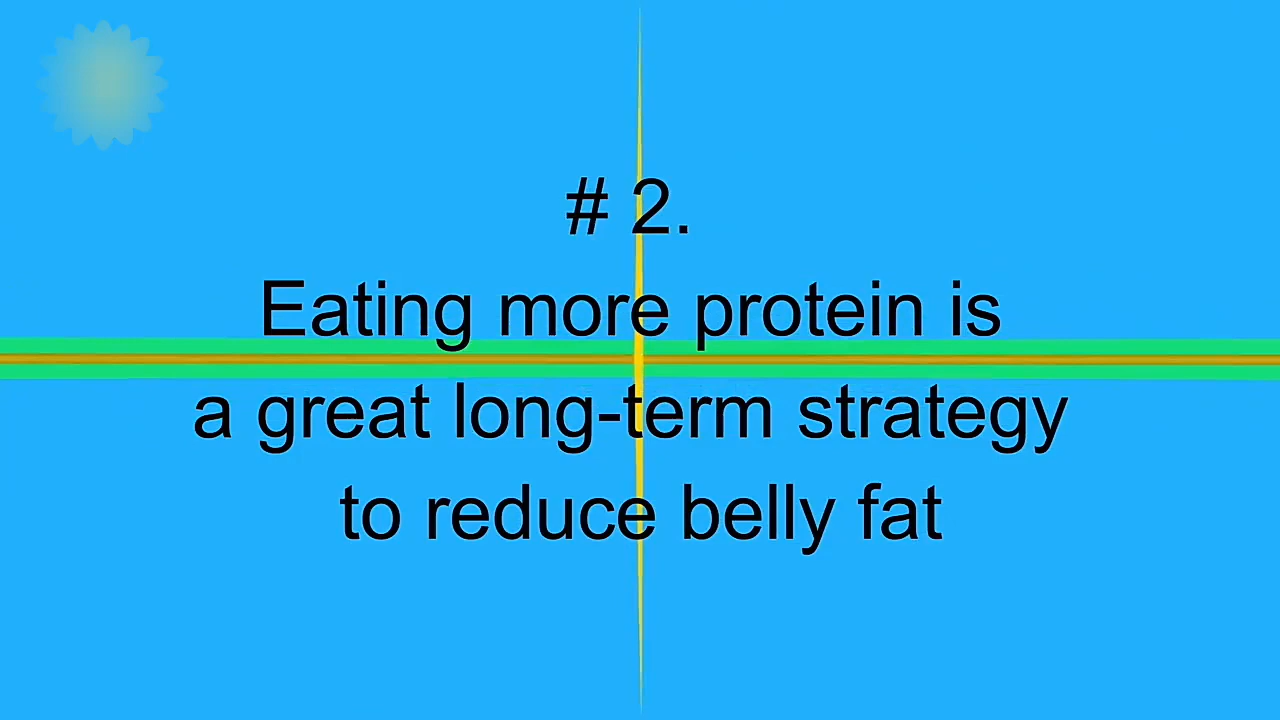 # 2.
Eating more protein is
a great long-term strategy
to reduce belly fat